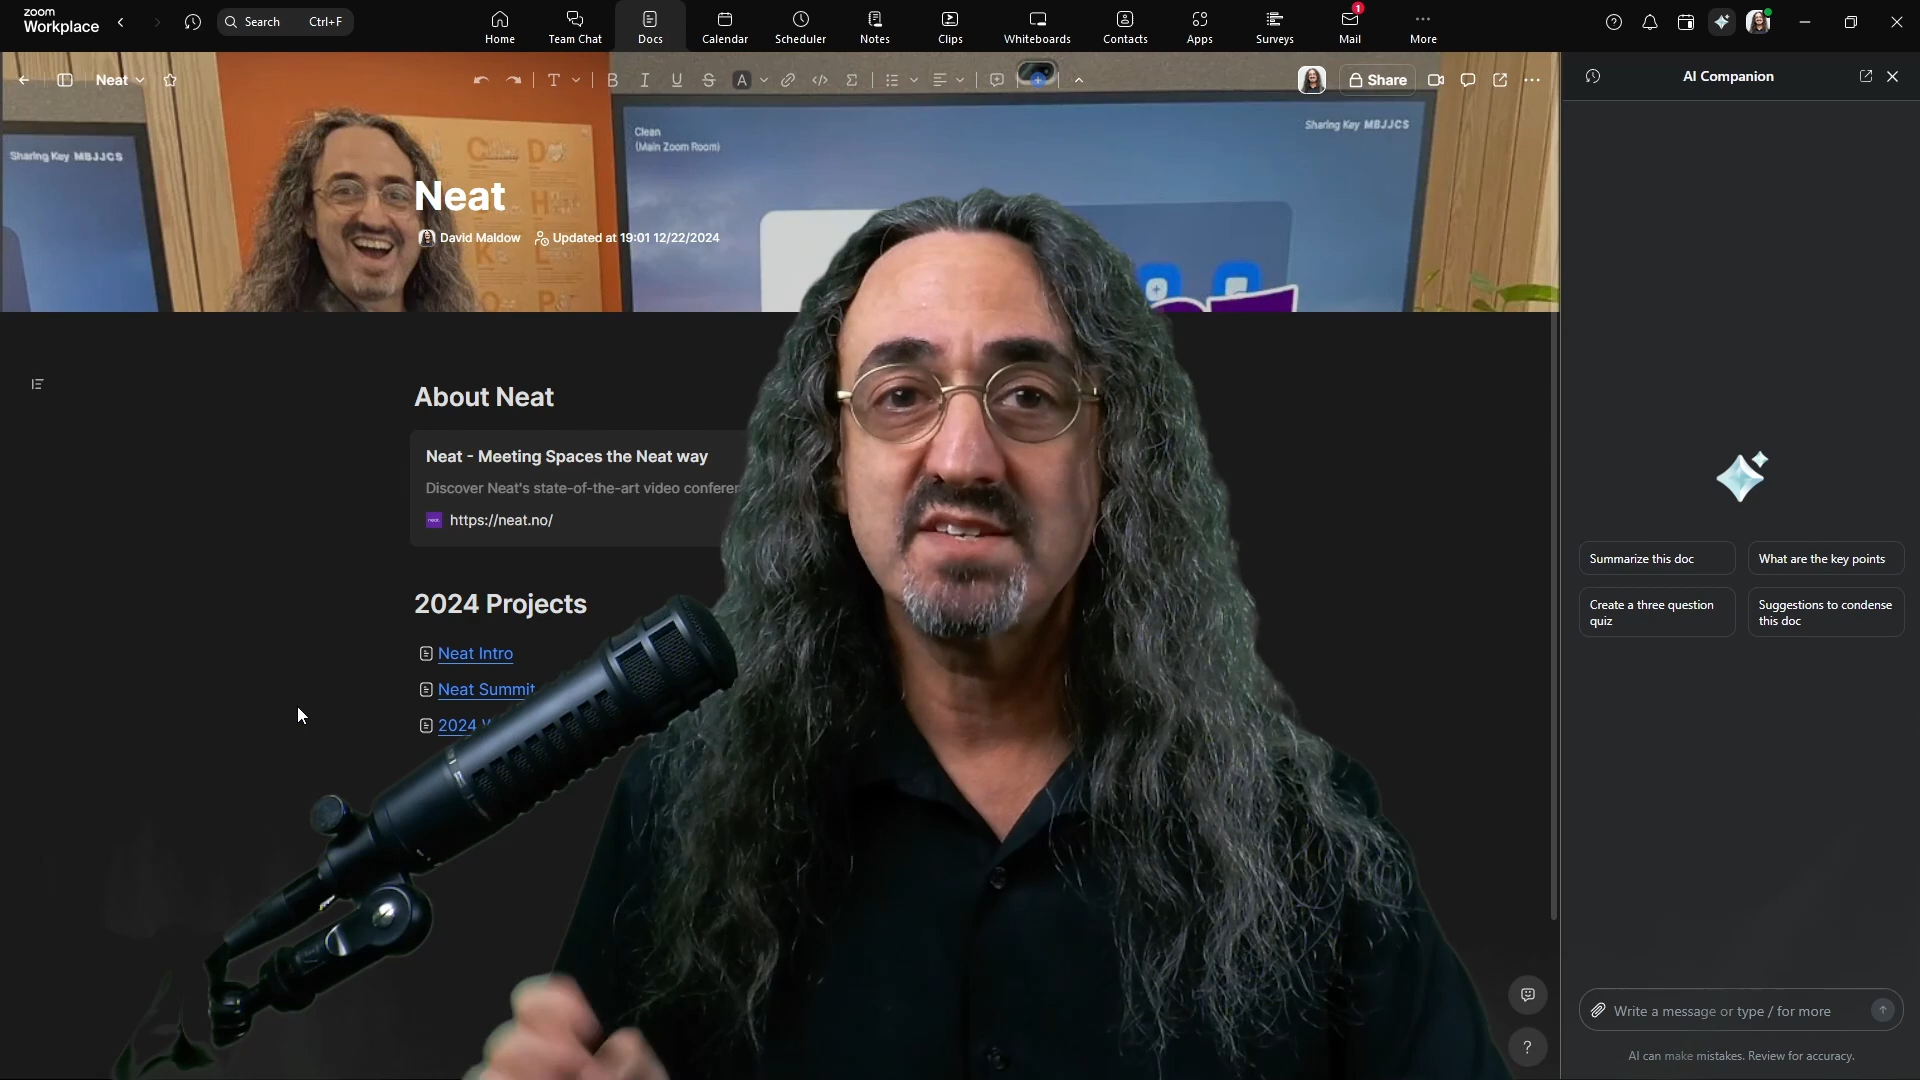 zoom
Workplace
Search
Ctrl+F
Home
Team Chat
Docs
Calendar
Scheduler
Notes
Clips
Whiteboards
Contacts
Apps
Surveys
1
Mail
More
Neat
T
B
I
U
S
A
Share
AI Companion
Sharing Key MBJJCS
Clean
(Main Zoom Room)
Sharing Key MBJJCS
Neat
David Maldow
Updated at 19:01 12/22/2024
About Neat
Neat - Meeting Spaces the Neat way
Discover Neat's state-of-the-art video
https://neat.no/
2024 Projects
Neat Intro
Neat Summit
2024
Summarize this doc
What are the key points
Create a three question
quiz
Suggestions to condense
this doc
Write a message or type / for more
?
AI can make mistakes. Review for accuracy.